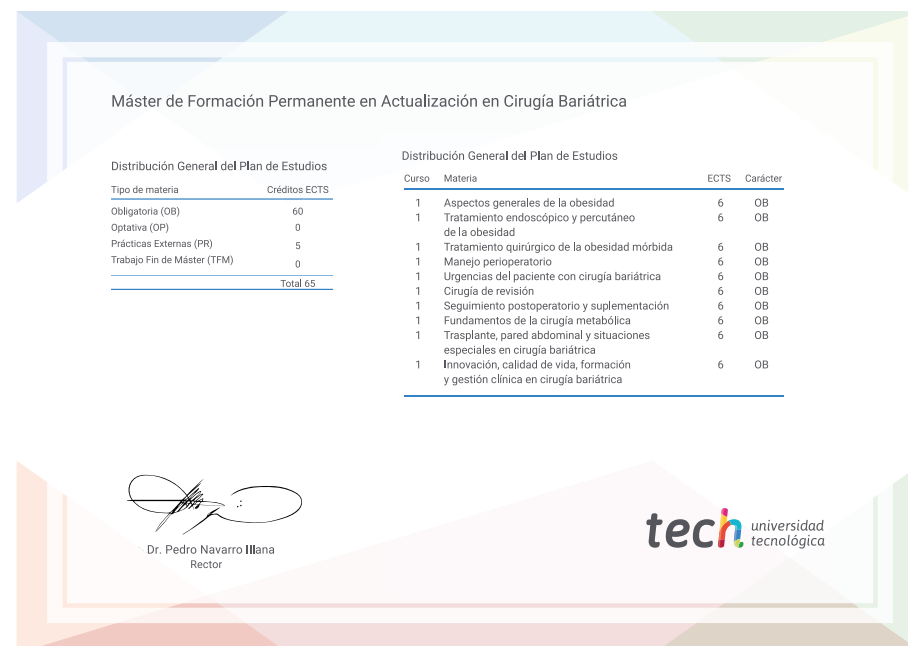 Máster de Formación Permanente en Actualización en Cirugía Bariátrica
Distribución General del Plan de Estudios
Tipo de materia Créditos ECTS
Obligatoria (OB) 60
Optativa (OP) 0
Prácticas Externas (PR) 5
Trabajo Fin de Máster (TFM) 0
Total 65
Distribución General del Plan de Estudios
Curso Materia ECTS Carácter
1 Aspectos generales de la obesidad 6 OB
1 Tratamiento endoscópico y percutáneo 6 OB
de la obesidad
1 Tratamiento quirúrgico de la obesidad mórbida 6 OB
1 Manejo perioperatorio 6 OB
1 Urgencias del paciente con cirugía bariátrica 6 OB
1 Cirugía de revisión 6 OB
1 Seguimiento postoperatorio y suplementación 6 OB
1 Fundamentos de la cirugía metabólica 6 OB
1 Trasplante, pared abdominal y situaciones 6 OB
especiales en cirugía bariátrica
1 Innovación, calidad de vida, formación 6 OB
y gestión clínica en cirugía bariátrica
Dr. Pedro Navarro Illana
Rector
tech universidad
tecnológica